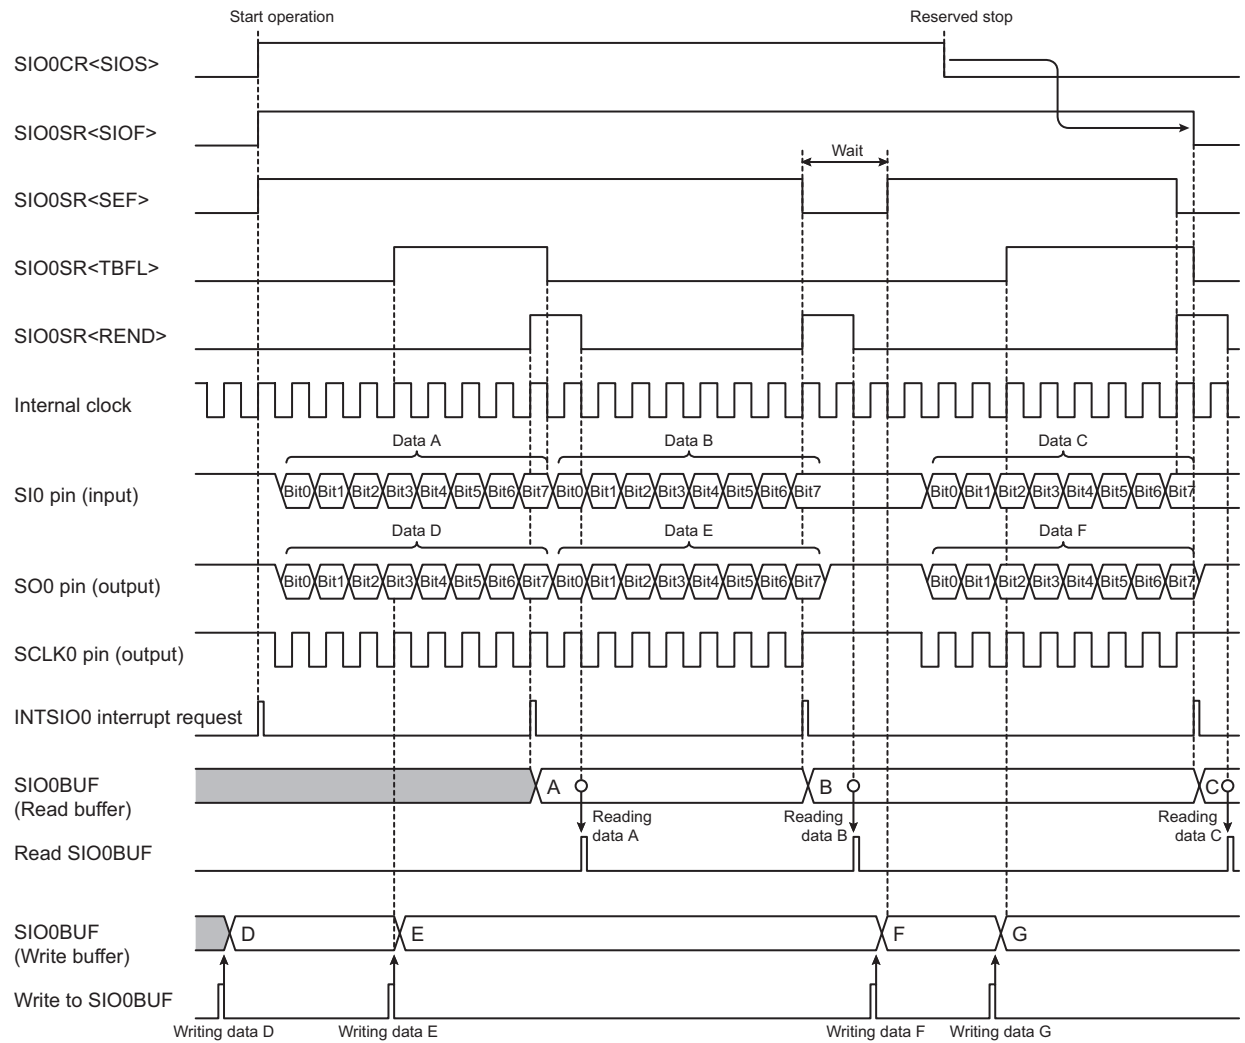 Start operation
Reserved stop
SIO0CR<SIOS>
SIO0SR<SIOF>
Wait
SIO0SR<SEF>
SIO0SR<TBFL>
SIO0SR<REND>
Internal clock
Data A
Data B
Data C
SI0 pin (input)
Bit0 Bit1 Bit2 Bit3 Bit4 Bit5 Bit6 Bit7 Bit0 Bit1 Bit2 Bit3 Bit4 Bit5 Bit6 Bit7 Bit0 Bit1 Bit2 Bit3 Bit4 Bit5 Bit6 Bit7
Data D
Data E
Data F
SO0 pin (output)
Bit0 Bit1 Bit2 Bit3 Bit4 Bit5 Bit6 Bit7 Bit0 Bit1 Bit2 Bit3 Bit4 Bit5 Bit6 Bit7 Bit0 Bit1 Bit2 Bit3 Bit4 Bit5 Bit6 Bit7
SCLK0 pin (output)
INTSIO0 interrupt request
SIO0BUF
(Read buffer)
A
B
C
Reading
data A
Reading
data B
Reading
data C
Read SIO0BUF
SIO0BUF
(Write buffer)
D
E
F
G
Write to SIO0BUF
Writing data D
Writing data E
Writing data F
Writing data G